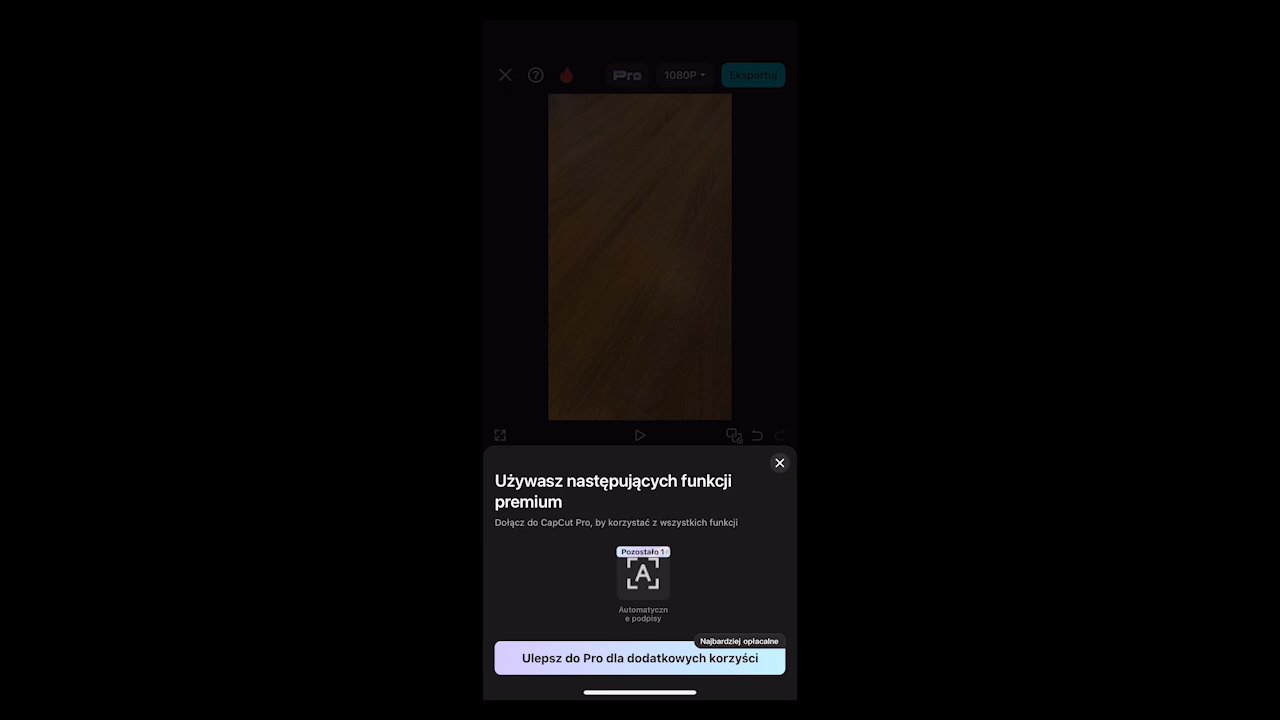 Pro
1080P
Eksportuj
Używasz następujących funkcji
premium
Dołącz do CapCut Pro, by korzystać z wszystkich funkcji
Pozostało 1
A
Automatyczn
e podpisy
Najbardziej opłacalne
Ulepsz do Pro dla dodatkowych korzyści